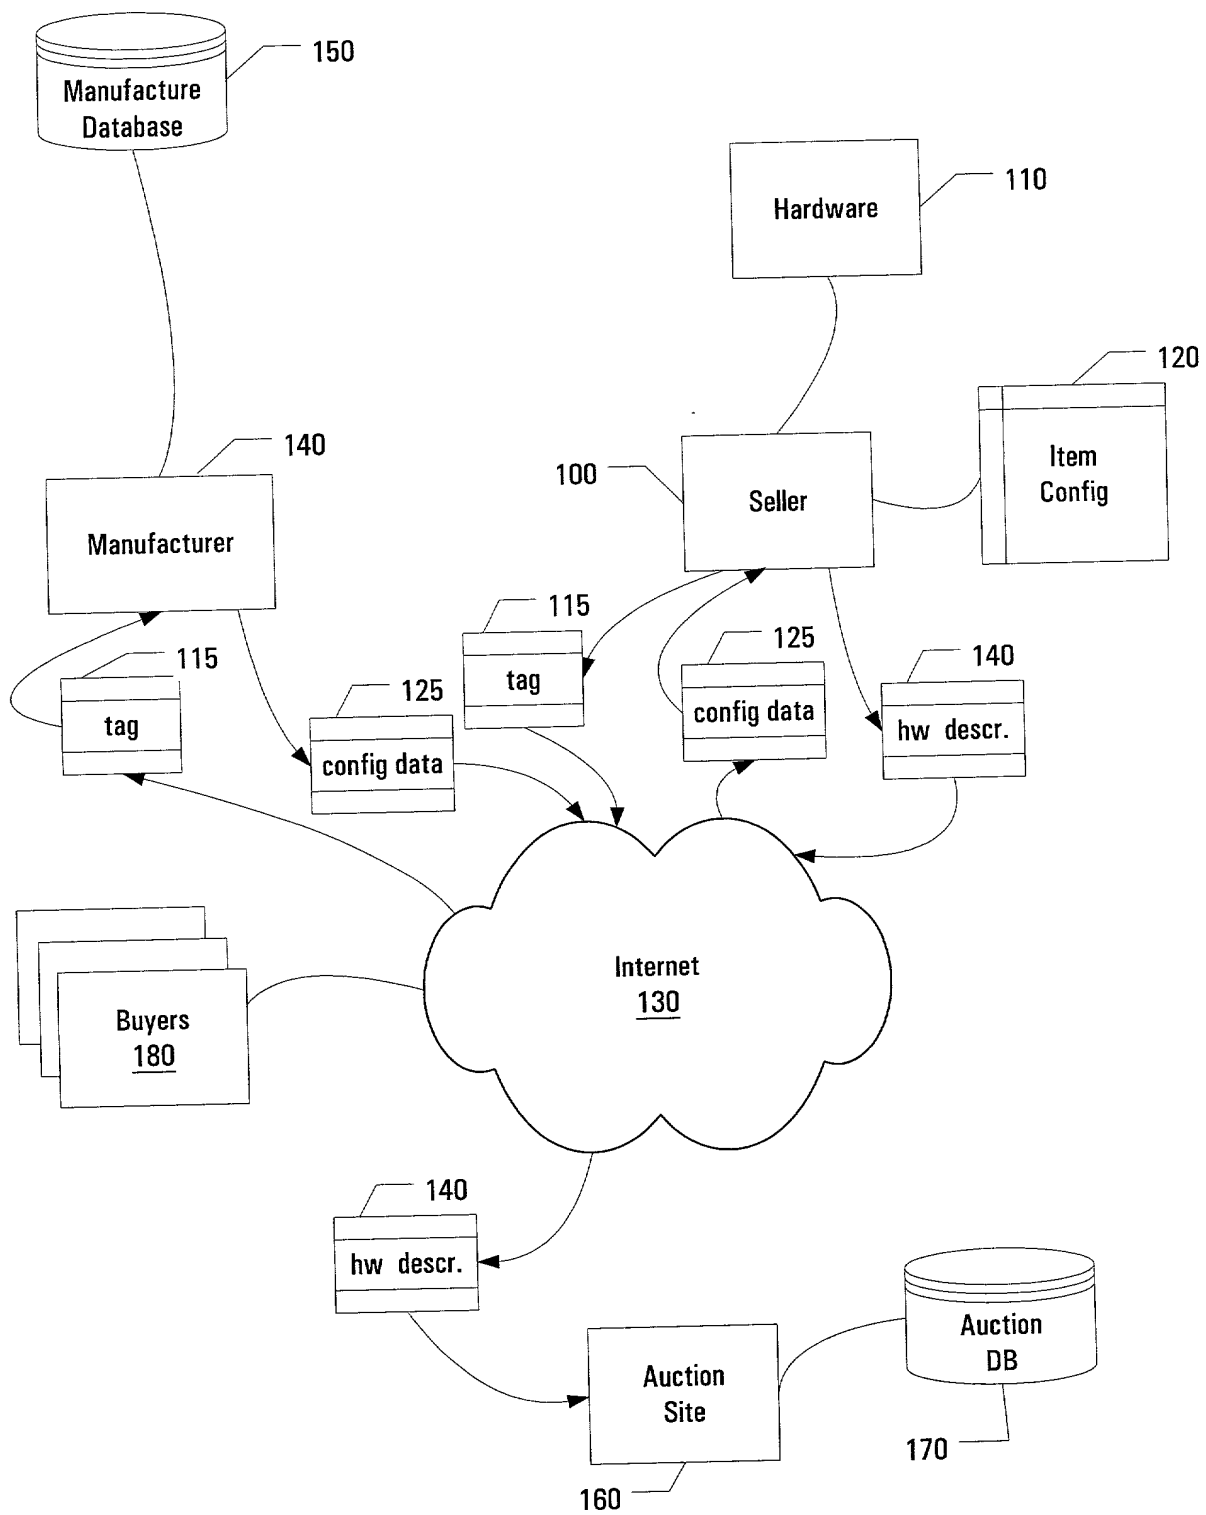 150
Manufacture
Database
110
Hardware
120
Item
Config
140
100
Seller
Manufacturer
115
tag
125
config data
115
tag
125
config data
140
hw descr.
Internet
130
Buyers
180
140
hw descr.
Auction
Site
160
Auction
DB
170